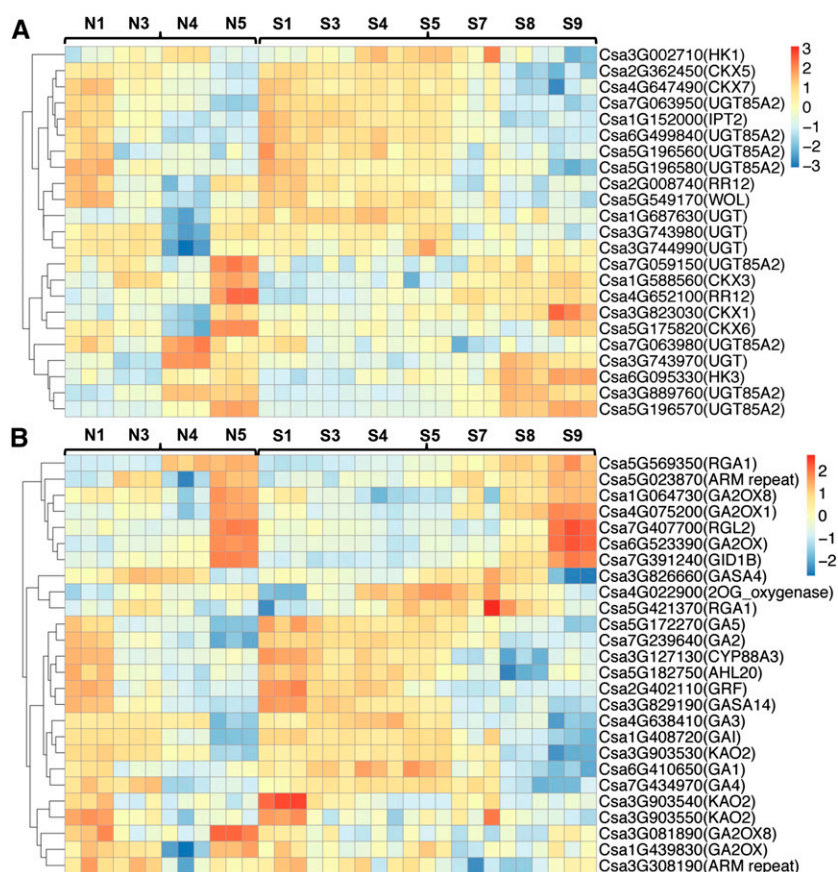 A
N1 N3 N4 N5 S1 S3 S4 S5 S7 S8 S9
Csa3G002710(HK1)
Csa2G362450(CKX5)
Csa4G647490(CKX7)
Csa7G063950(UGT85A2)
Csa1G152000(IPT2)
Csa6G499840(UGT85A2)
Csa5G196560(UGT85A2)
Csa5G196580(UGT85A2)
Csa2G008740(RR12)
Csa5G549170(WOL)
Csa1G687630(UGT)
Csa3G743980(UGT)
Csa3G744990(UGT)
Csa7G059150(UGT85A2)
Csa1G588560(CKX3)
Csa4G652100(RR12)
Csa3G823030(CKX1)
Csa5G175820(CKX6)
Csa7G063980(UGT85A2)
Csa3G743970(UGT)
Csa6G095330(HK3)
Csa3G889760(UGT85A2)
Csa5G196570(UGT85A2)
3
2
1
0
−1
−2
−3
B
N1 N3 N4 N5 S1 S3 S4 S5 S7 S8 S9
Csa5G569350(RGA1)
Csa5G023870(ARM repeat)
Csa1G064730(GA2OX8)
Csa4G075200(GA2OX1)
Csa7G407700(RGL2)
Csa6G523390(GA2OX)
Csa7G391240(GID1B)
Csa3G826660(GASA4)
Csa4G022900(2OG_oxygenase)
Csa5G421370(RGA1)
Csa5G172270(GA5)
Csa7G239640(GA2)
Csa3G127130(CYP88A3)
Csa5G182750(AHL20)
Csa2G402110(GRF)
Csa3G829190(GASA14)
Csa4G638410(GA3)
Csa1G408720(GAI)
Csa3G903530(KAO2)
Csa6G410650(GA1)
Csa7G434970(GA4)
Csa3G903540(KAO2)
Csa3G903550(KAO2)
Csa3G081890(GA2OX8)
Csa1G439830(GA2OX)
Csa3G308190(ARM repeat)
2
1
0
−1
−2